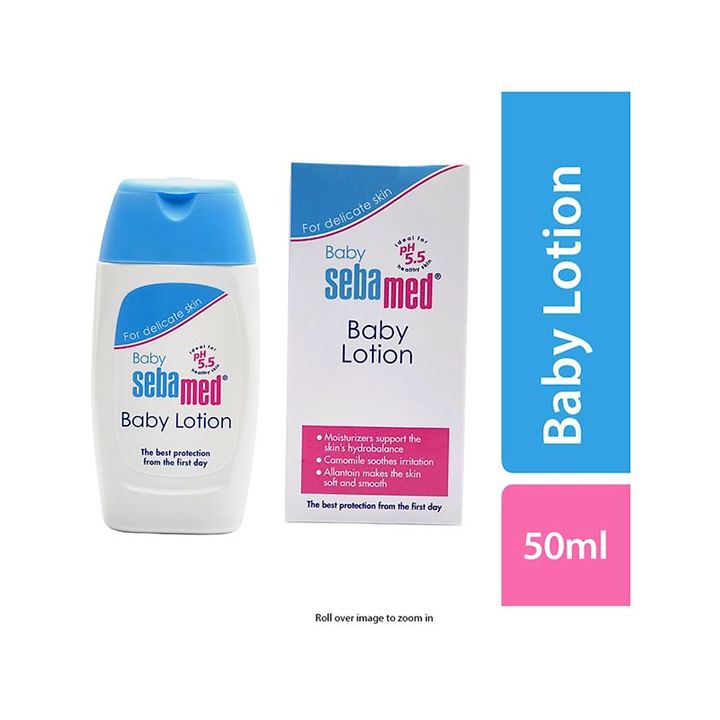 For delicate skin
Baby
ideal for
pH
5.5
healthy skin
sebamed®
Baby Lotion
The best protection
from the first day
For delicate skin
Baby
ideal for
pH
5.5
healthy skin
sebamed®
Baby
Lotion
• Moisturizers support the
skin's hydrobalance
• Camomile soothes irritation
• Allantoin makes the skin
soft and smooth
The best protection from the first day
Baby Lotion
50ml
Roll over image to zoom in